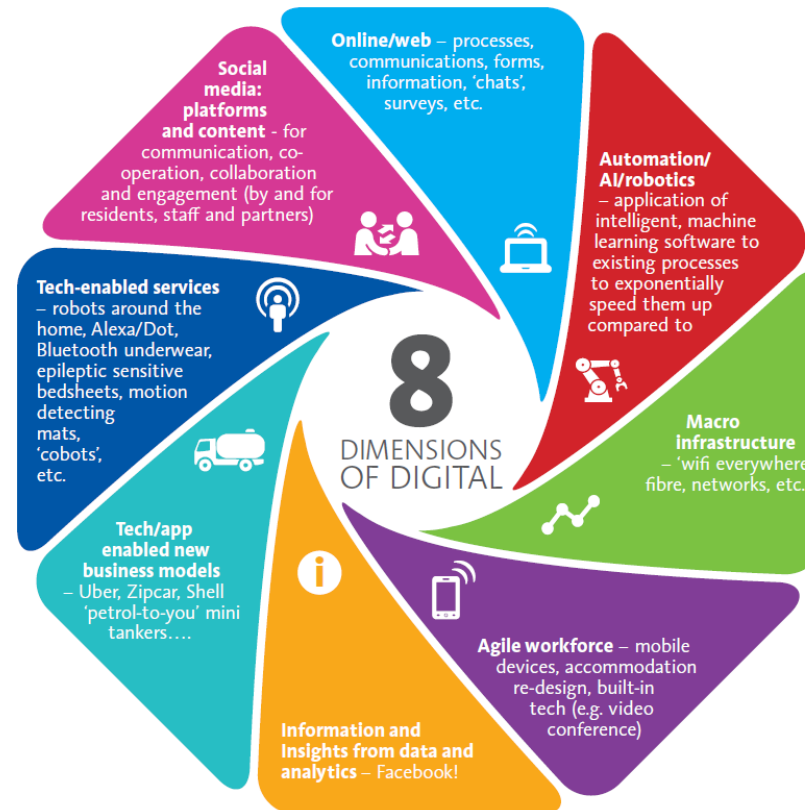 Online/web – processes,
communications, forms,
information, ‘chats’,
surveys, etc.
Automation/
AI/robotics
– application of
intelligent, machine
learning software to
existing processes
to exponentially
speed them up
compared to
Macro
infrastructure
– ‘wifi everywhere
fibre, networks, etc.
Agile workforce – mobile
devices, accommodation
re-design, built-in
tech (e.g. video
conference)
Information and
Insights from data and
analytics – Facebook!
Tech/app
enabled new
business models
– Uber, Zipcar, Shell
‘petrol-to-you’ mini
tankers....
Tech-enabled services
– robots around the
home, Alexa/Dot,
Bluetooth underwear,
epileptic sensitive
bedsheets, motion
detecting
mats,
‘cobots’,
etc.
Social
media:
platforms
and content - for
communication, co-
operation, collaboration
and engagement (by and for
residents, staff and partners)
8
DIMENSIONS
OF DIGITAL
i